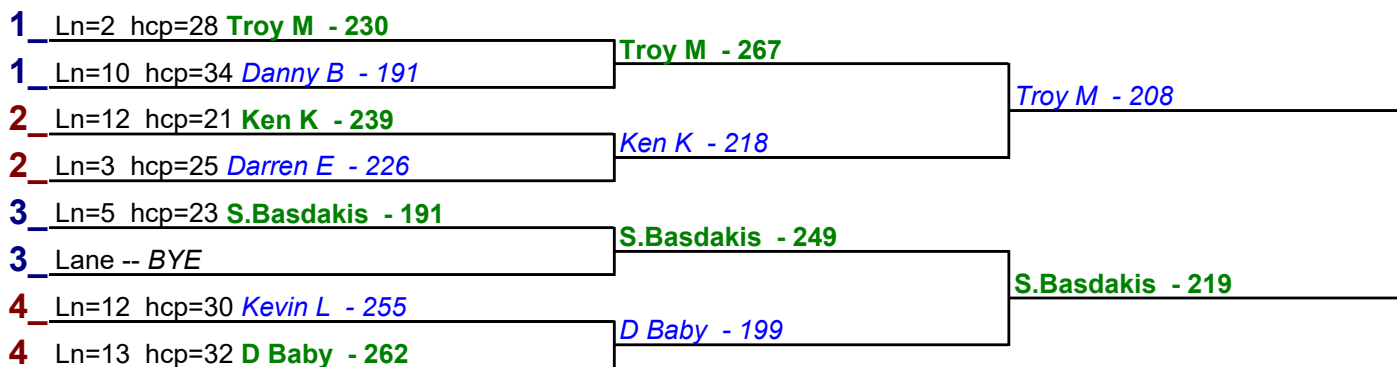 1_ Ln=2 hcp=28 Troy M - 230
1_ Ln=10 hcp=34 Danny B - 191
2_ Ln=12 hcp=21 Ken K - 239
2_ Ln=3 hcp=25 Darren E - 226
3_ Ln=5 hcp=23 S.Basdakis - 191
3_ Lane -- BYE
4_ Ln=12 hcp=30 Kevin L - 255
4 Ln=13 hcp=32 D Baby - 262
Troy M - 267
Ken K - 218
S.Basdakis - 249
D Baby - 199
Troy M - 208
S.Basdakis - 219